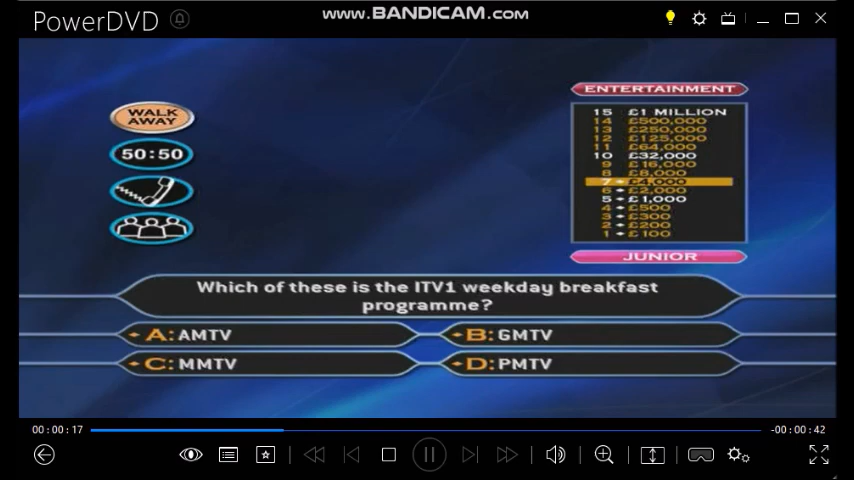 PowerDVD
www.BANDICAM.com
WALK
AWAY
50:50
ENTERTAINMENT
15 £1 MILLION
14 £500,000
13 £250,000
12 £125,000
11 £64,000
10 £32,000
9 £16,000
8 £8,000
7 £4,000
6 £2,000
5 £1,000
4 £500
3 £300
2 £200
1 £100
JUNIOR
Which of these is the ITV1 weekday breakfast
programme?
A: AMTV
B: GMTV
C: MMTV
D: PMTV
00:00:17
-00:00:42